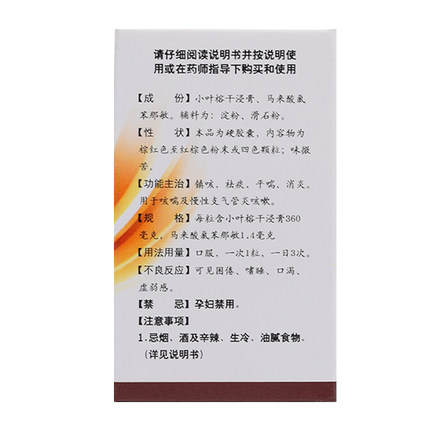 请仔细阅读说明书并按说明使
用或在药师指导下购买和使用
【成　份】小叶榕干浸膏、马来酸氯
苯那敏。辅料为：淀粉、滑石粉。
【性　状】本品为硬胶囊，内容物为
棕红色至红棕色粉末或四色颗粒；味微
苦。
【功能主治】镇咳、祛痰、平喘、消炎。
用于咳喘及慢性支气管炎咳嗽。
【规　格】每粒含小叶榕干浸膏360
毫克，马来酸氯苯那敏1.4毫克
【用法用量】口服，一次1粒，一日3次。
【不良反应】可见困倦、嗜睡、口渴、
虚弱感。
【禁　忌】孕妇禁用。
【注意事项】
1.忌烟、酒及辛辣、生冷、油腻食物。
（详见说明书）